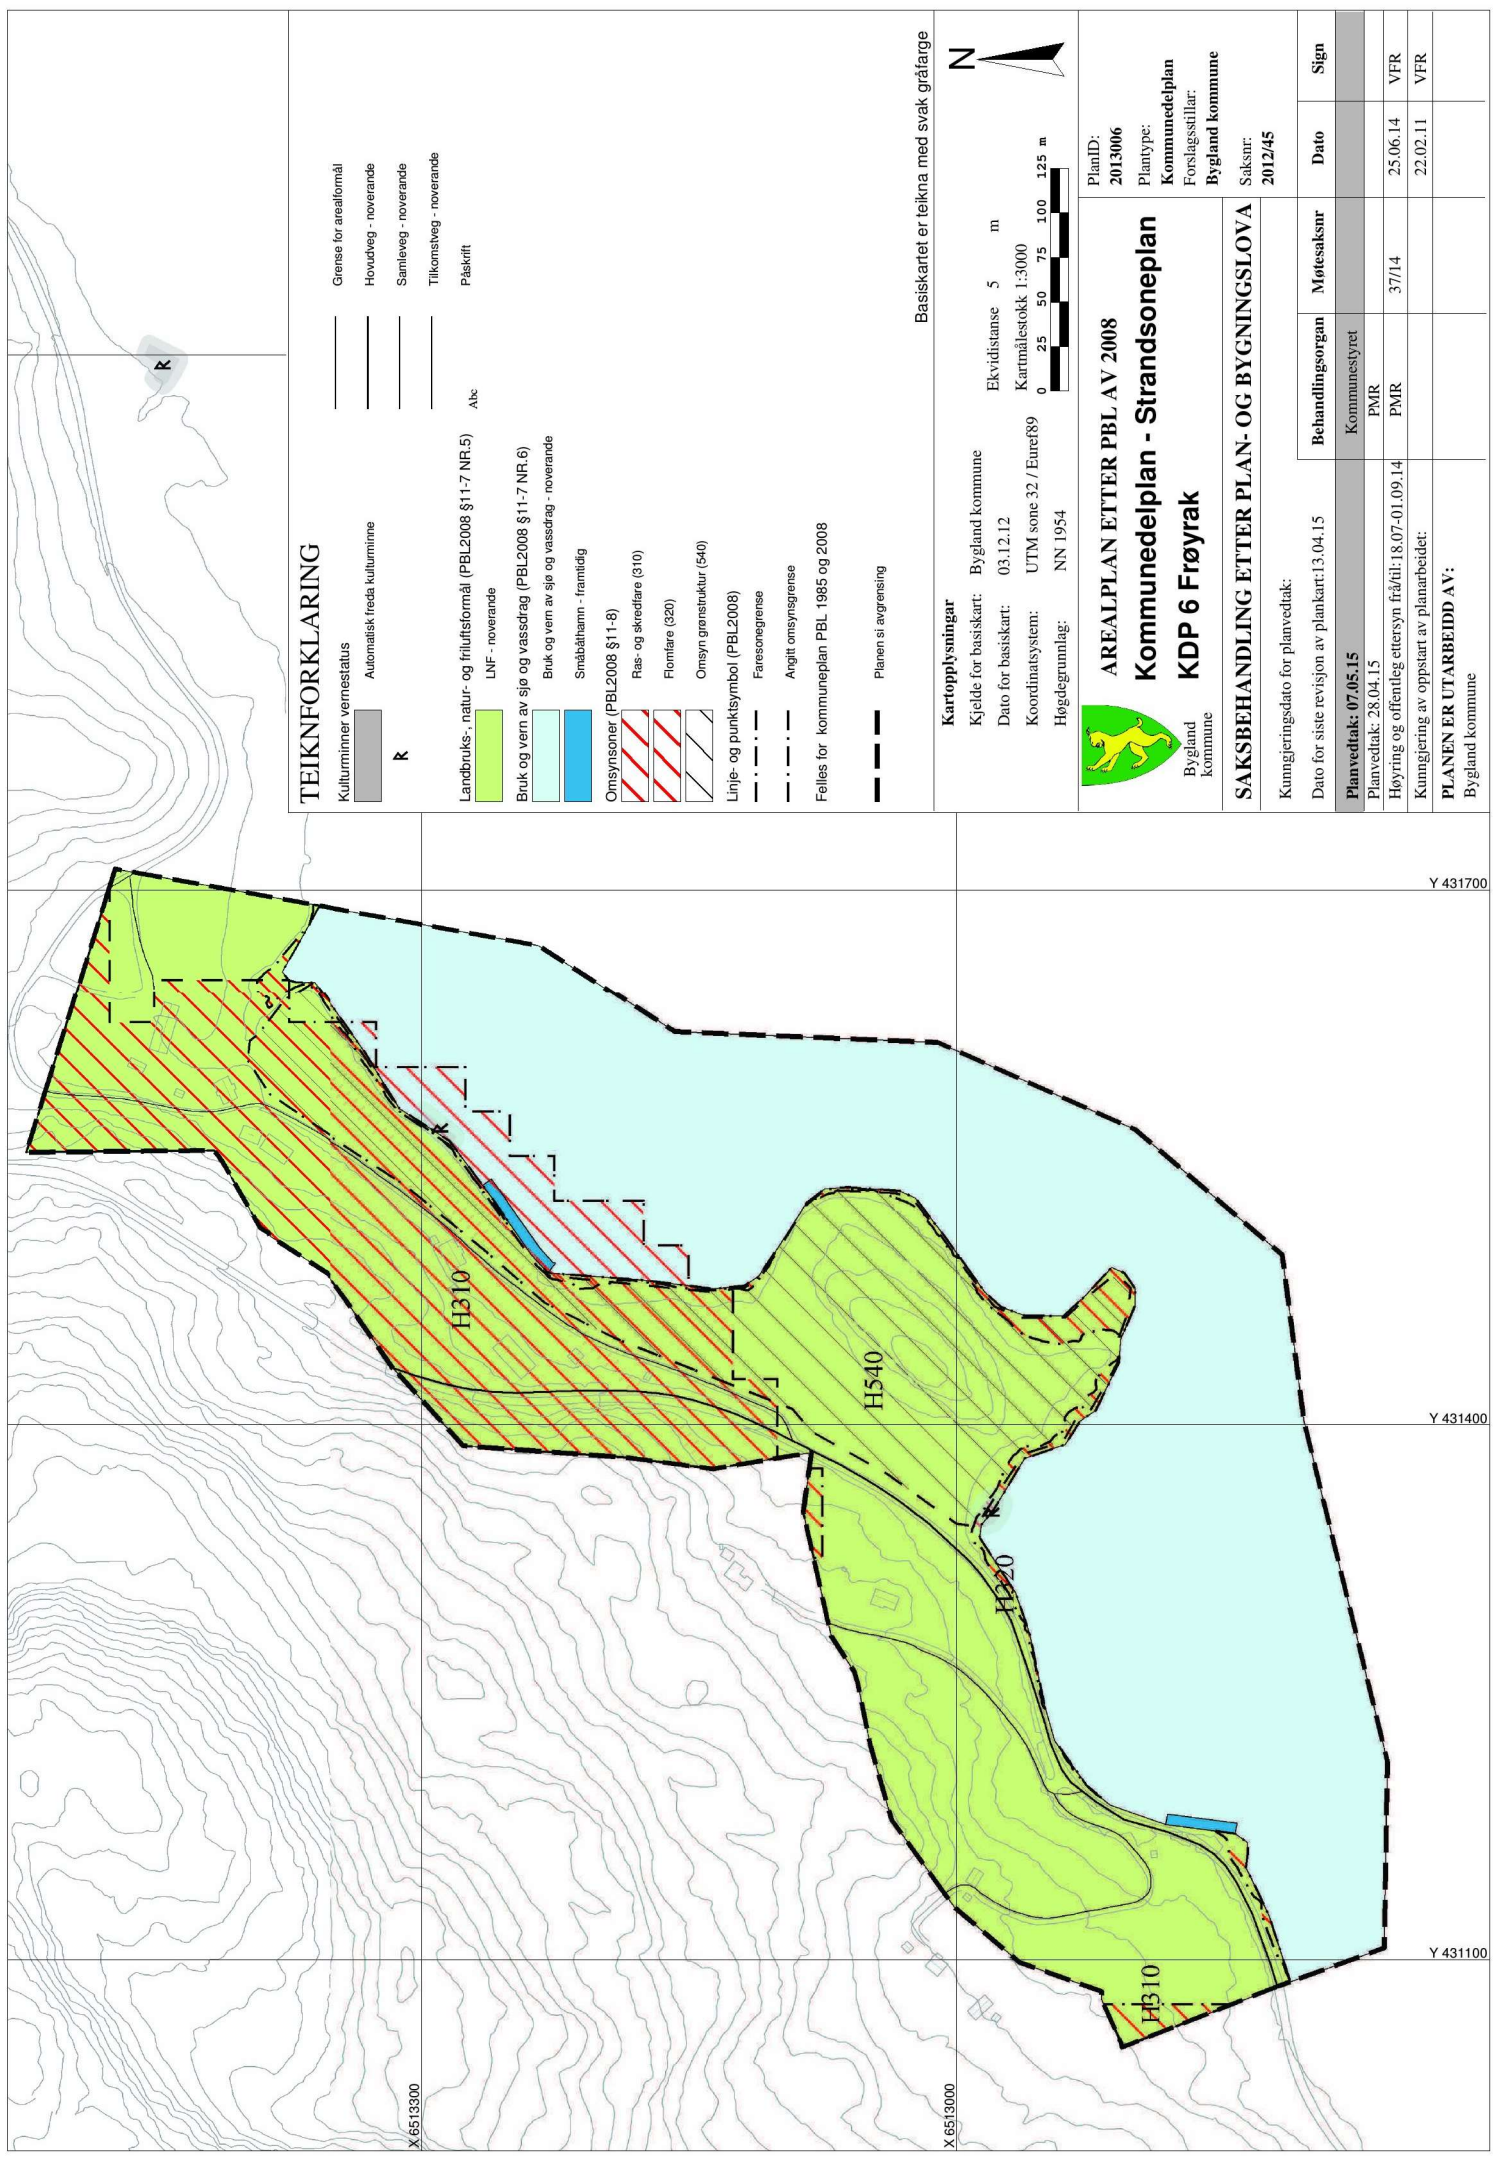 TEIKNFORKLARING
Kulturminner vernestatus
Automatisk freda kulturminne
R
Landbruks-, natur- og friluftsformål (PBL2008 §11-7 NR.5)
LNF - noverande
Bruk og vern av sjø og vassdrag (PBL2008 §11-7 NR.6)
Bruk og vern av sjø og vassdrag - noverande
Småbåthamn - framtidig
Omsynsoner (PBL2008 §11-8)
Ras- og skredfare (310)
Flomfare (320)
Omsyn grønstruktur (540)
Linje- og punktsymbol (PBL2008)
Faresonegrense
Angitt omsynsgrense
Felles for kommuneplan PBL 1985 og 2008
Planen si avgrensing
Grense for arealformål
Hovudveg - noverande
Samleveg - noverande
Tilkomstveg - noverande
Abc
Påskrift
Basiskartet er teikna med svak gråfarge
Kartopplysningar
Kjelde for basiskart: Bygland kommune
Dato for basiskart: 03.12.12
Koordinatsystem: UTM sone 32 / Euref89
Høgdegrunnlag: NN 1954
Ekvidistanse 5 m
Kartmålestokk 1:3000
0 25 50 75 100 125 m
N
Bygland
kommune
AREALPLAN ETTER PBL AV 2008
Kommunedelplan - Strandsoneplan
KDP 6 Frøyrak
PlanID:
2013006
Plantype:
Kommunedelplan
Forslagsstillar:
Bygland kommune
SAKSBEHANDLING ETTER PLAN- OG BYGNINGSLOVA
Saksnr:
2012/45
Kunngjeringsdato for planvedtak:
Dato for siste revisjon av plankart:13.04.15
Behandlingsorgan Møtesaksnr Dato Sign
Planvedtak: 07.05.15 Kommunestyret
Planvedtak: 28.04.15 PMR
Høyring og offentleg ettersyn frå/til:18.07-01.09.14 PMR 37/14 25.06.14 VFR
Kunngjering av oppstart av planarbeidet: 22.02.11 VFR
PLANEN ER UTARBEIDD AV:
Bygland kommune
R
R
R
H310
H540
H320
H310
Y 431700
Y 431400
Y 431100
X 6513300
X 6513000